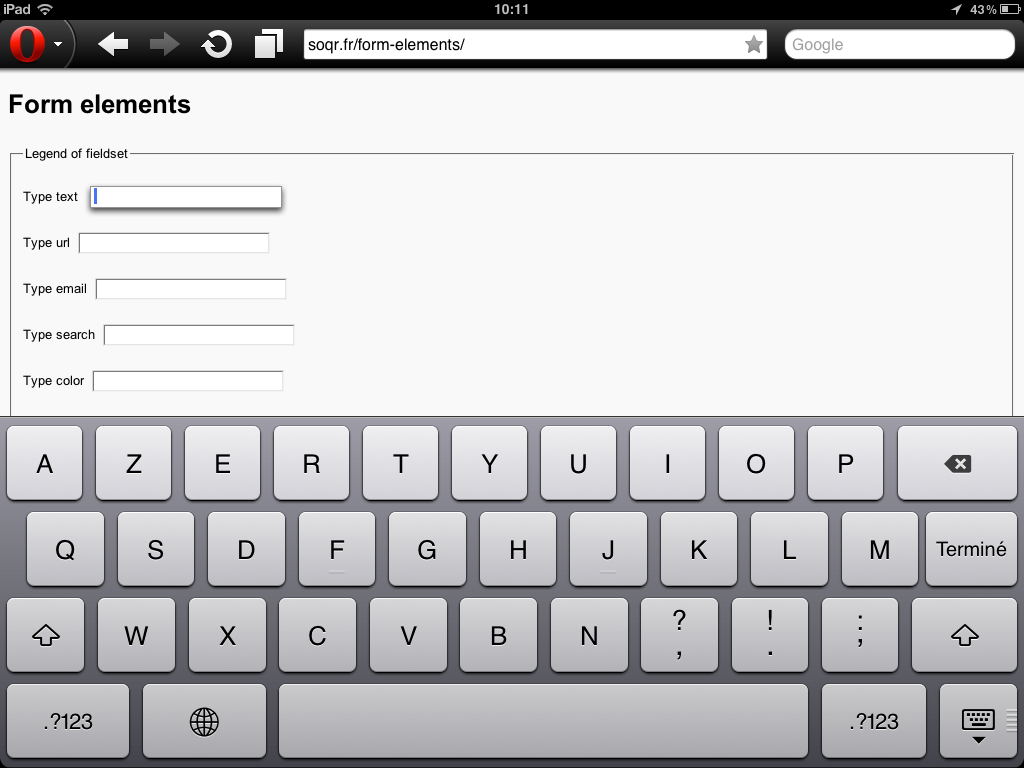 iPad 10:11 43%
soqr.fr/form-elements/ Google
Form elements
Legend of fieldset
Type text
Type url
Type email
Type search
Type color
A Z E R T Y U I O P
Q S D F G H J K L M Terminé
W X C V B N ? , ! . : ;
.?123 .?123